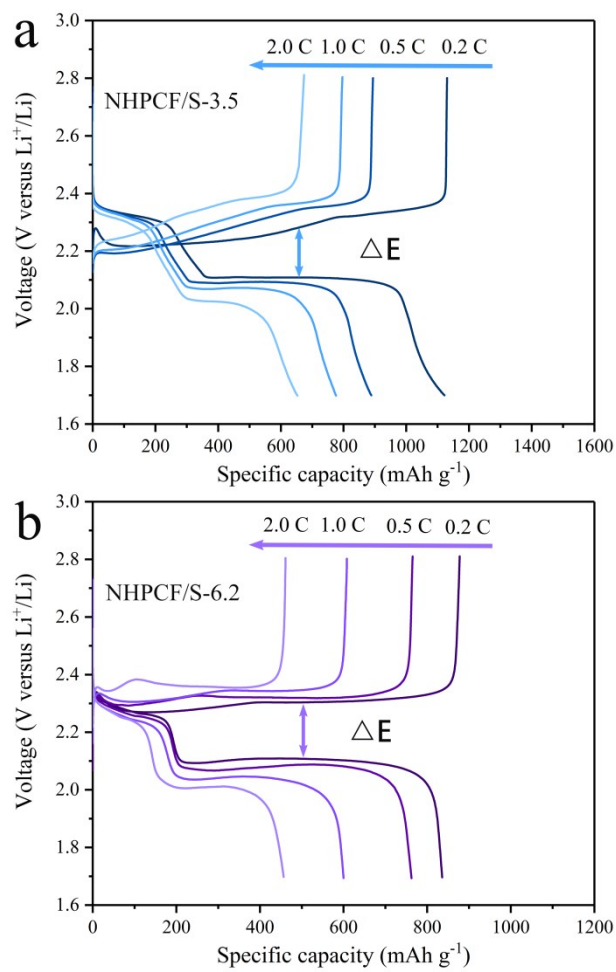 a
2.0 C 1.0 C 0.5 C 0.2 C
NHPCF/S-3.5
△E
3.0
2.8
2.6
2.4
2.2
2.0
1.8
1.6
Voltage (V versus Li⁺/Li)
0 200 400 600 800 1000 1200 1400 1600
Specific capacity (mAh g⁻¹)
b
2.0 C 1.0 C 0.5 C 0.2 C
NHPCF/S-6.2
△E
3.0
2.8
2.6
2.4
2.2
2.0
1.8
1.6
Voltage (V versus Li⁺/Li)
0 200 400 600 800 1000 1200
Specific capacity (mAh g⁻¹)